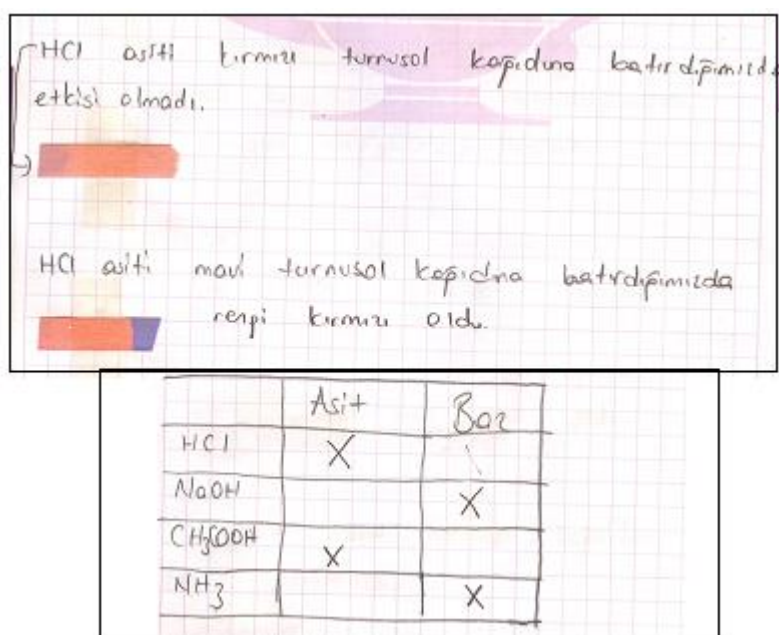 HCl asiti kırmızı turnusol kağıdına batırdığımızda
etkisi olmadı.
HCl asiti mavi turnusol kağıdına batırdığımızda
rengi kırmızı oldu.
Asit Baz
HCl X
NaOH X
CH3COOH X
NH3 X